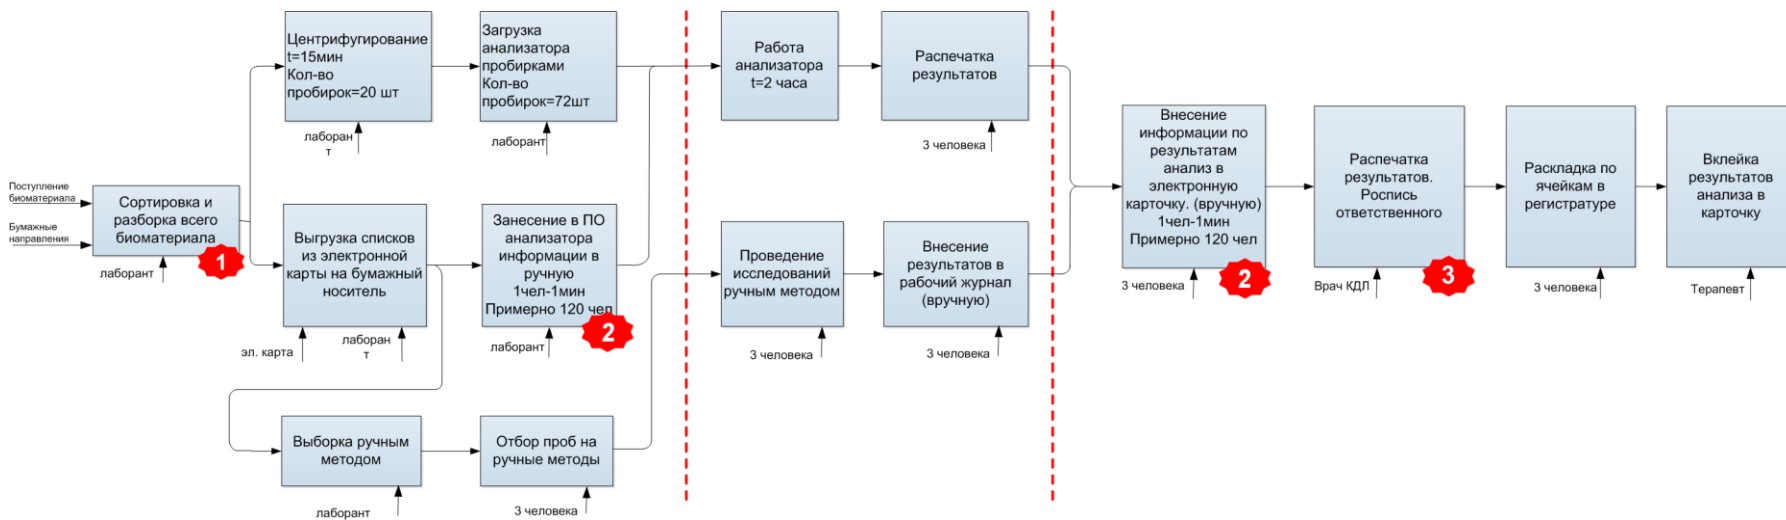 Поступление
биоматериала
Бумажные
направления
Сортировка и
разборка всего
биоматериала
1
лаборант
Центрифугирование
t=15мин
Кол-во
пробирок=20 шт
лаборан
т
Загрузка
анализатора
пробирками
Кол-во
пробирок=72шт
лаборант
Выгрузка списков
из электронной
карты на бумажный
носитель
эл. карта
лаборан
т
Занесение в ПО
анализатора
информации в
ручную
1чел-1мин
Примерно 120 чел
2
лаборант
Выборка ручным
методом
лаборант
Отбор проб на
ручные методы
3 человека
Работа
анализатора
t=2 часа
Распечатка
результатов
3 человека
Проведение
исследований
ручным методом
3 человека
Внесение
результатов в
рабочий журнал
(вручную)
3 человека
Внесение
информации по
результатам
анализ в
электронную
карточку. (вручную)
1чел-1мин
Примерно 120 чел
2
3 человека
Распечатка
результатов.
Роспись
ответственного
3
Врач КДЛ
Раскладка по
ячейкам в
регистратуре
3 человека
Вклейка
результатов
анализа в
карточку
Терапевт